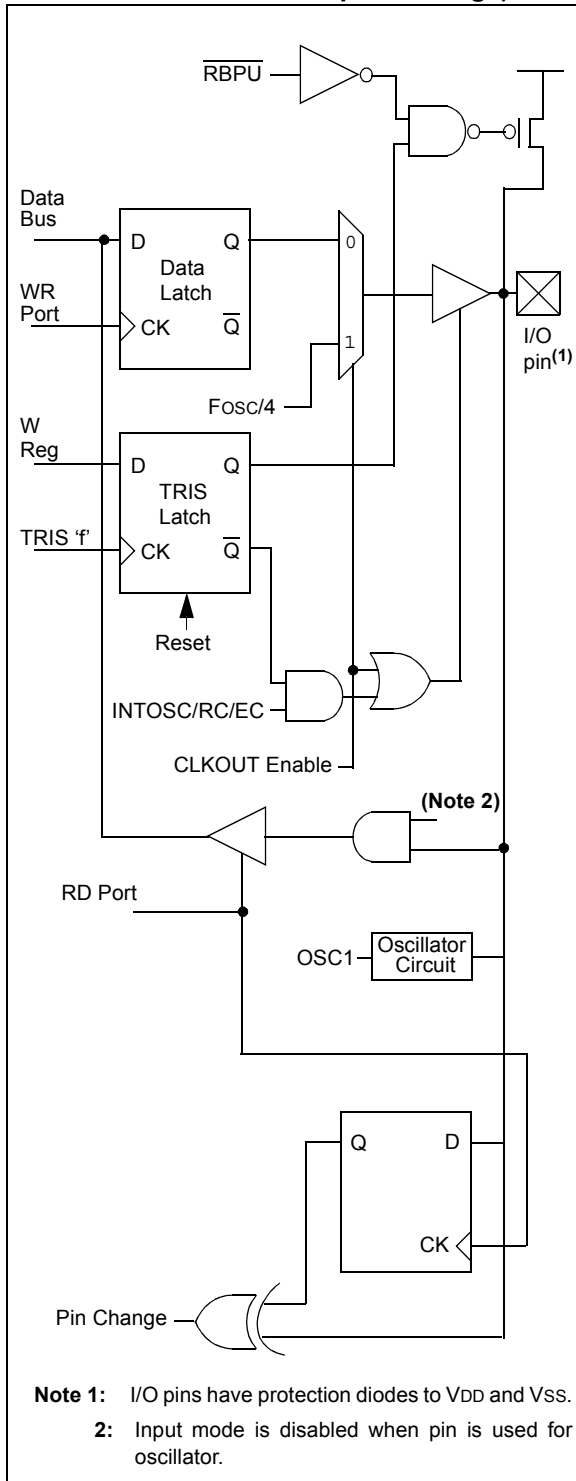 R̅B̅P̅U̅
Data
Bus
D Q
0
Data
Latch
WR
Port
CK Q̅
1
I/O
pin(1)
FOSC/4
W
Reg
D Q
TRIS
Latch
TRIS ‘f’
CK Q̅
Reset
INTOSC/RC/EC
CLKOUT Enable
(Note 2)
RD Port
OSC1
Oscillator
Circuit
Q D
CK
Pin Change
Note 1: I/O pins have protection diodes to VDD and VSS.
2: Input mode is disabled when pin is used for
oscillator.